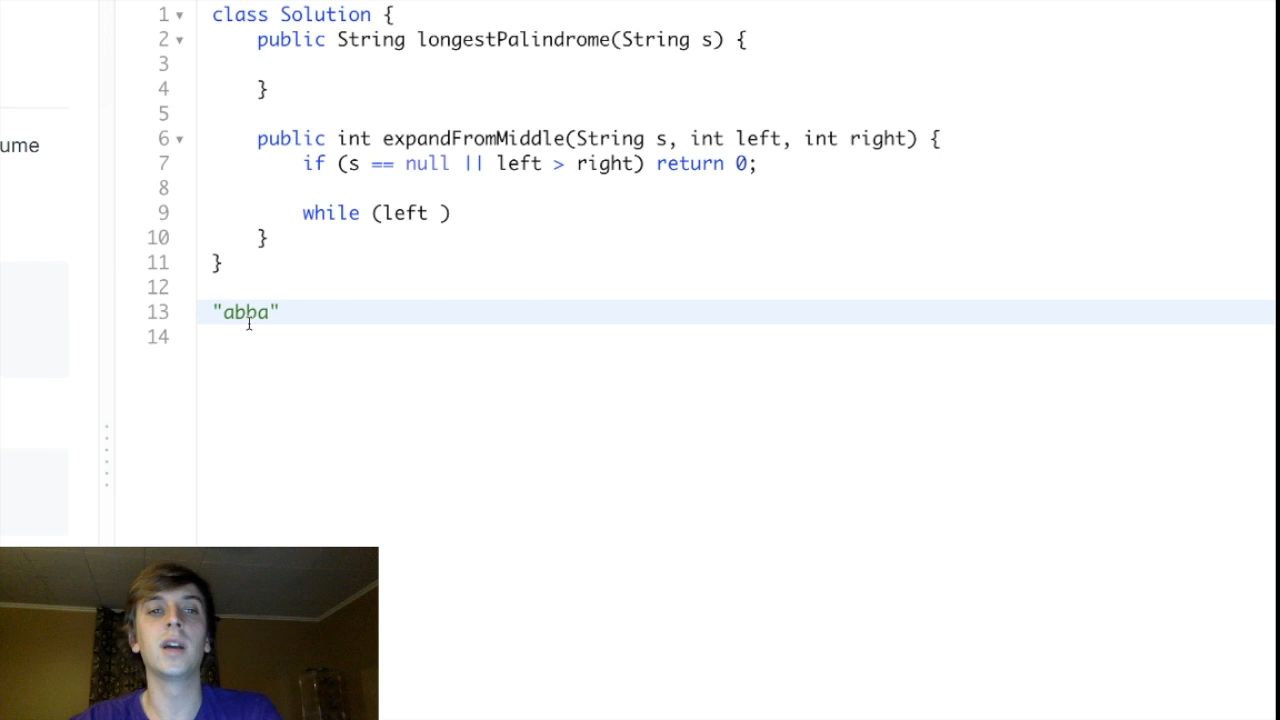 1 class Solution {
2 public String longestPalindrome(String s) {
3
4 }
5
6 public int expandFromMiddle(String s, int left, int right) {
7 if (s == null || left > right) return 0;
8
9 while (left )
10 }
11 }
12
13 "abba"
14
ume